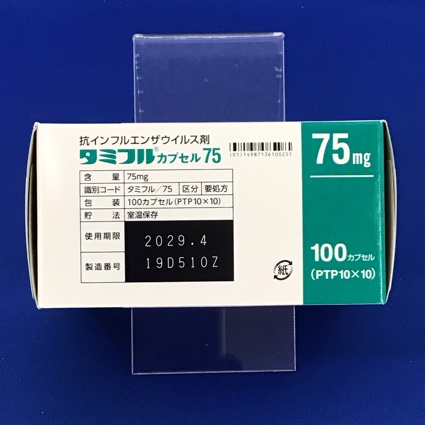 抗インフルエンザウイルス剤
タミフル®カプセル75
(01)14987136100251
含量 75mg
識別コード タミフル/75 区分 要処方
包装 100カプセル(PTP10×10)
貯法 室温保存
使用期限 2029.4
製造番号 19D510Z
紙
75mg
100カプセル
(PTP10×10)